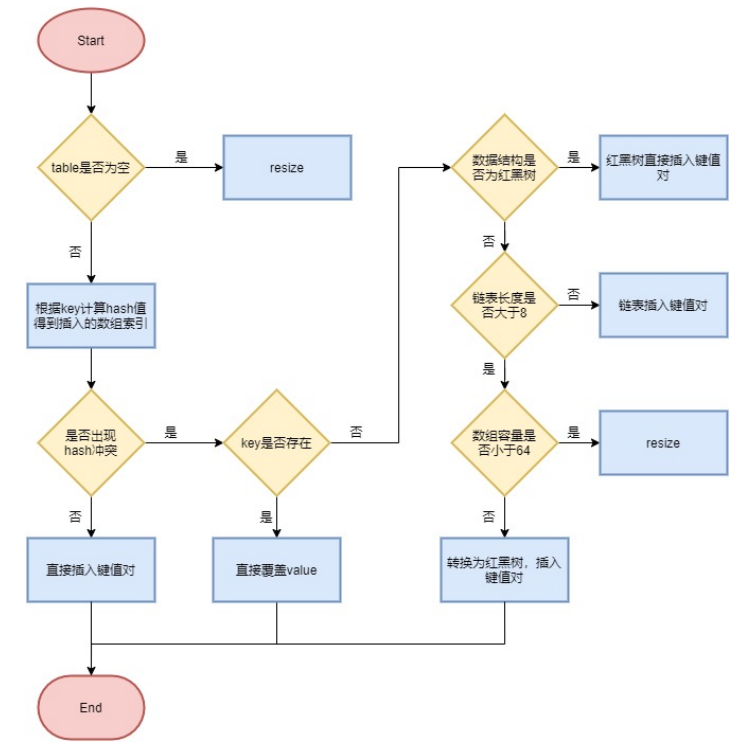 Start
table是否为空
是
resize
否
根据key计算hash值
得到插入的数组索引
是否出现
hash冲突
是
key是否存在
否
否
直接插入键值对
是
直接覆盖value
数据结构是
否为红黑树
是
红黑树直接插入键值
对
否
链表长度是
否大于8
否
链表插入键值对
是
数组容量是
否小于64
是
resize
否
转换为红黑树，插入
键值对
End